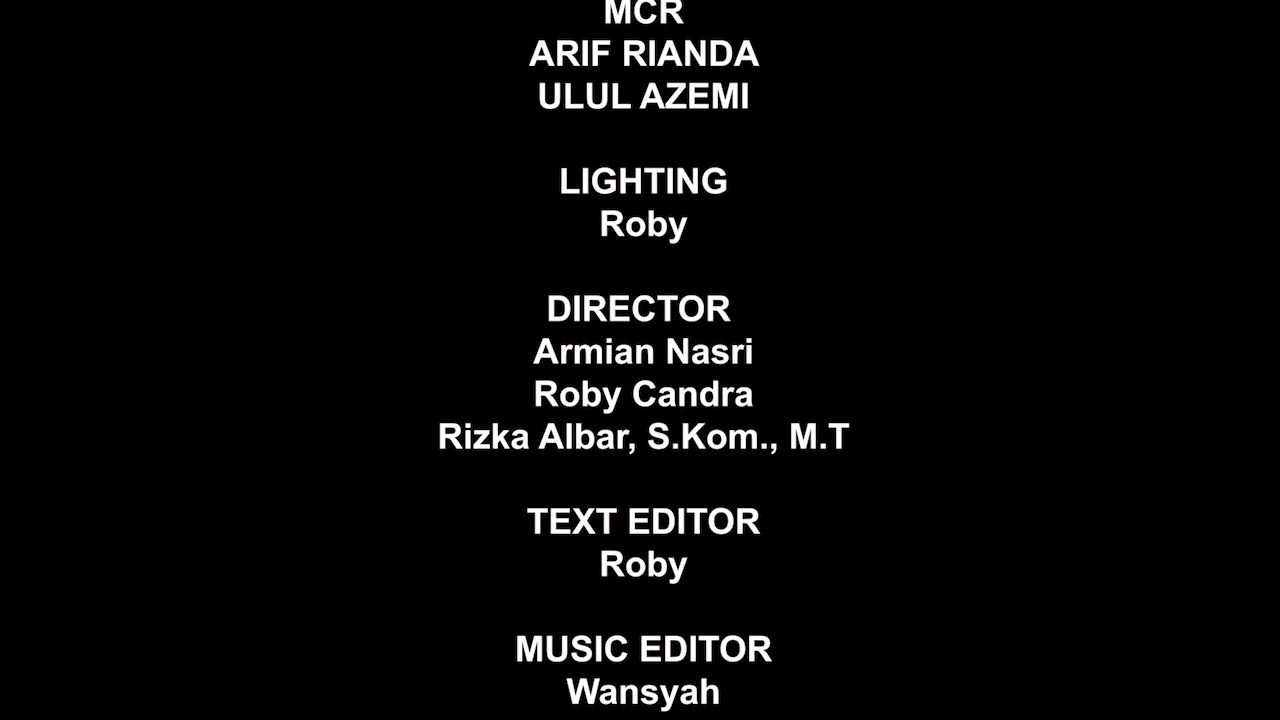 MCR
ARIF RIANDA
ULUL AZEMI
LIGHTING
Roby
DIRECTOR
Armian Nasri
Roby Candra
Rizka Albar, S.Kom., M.T
TEXT EDITOR
Roby
MUSIC EDITOR
Wansyah